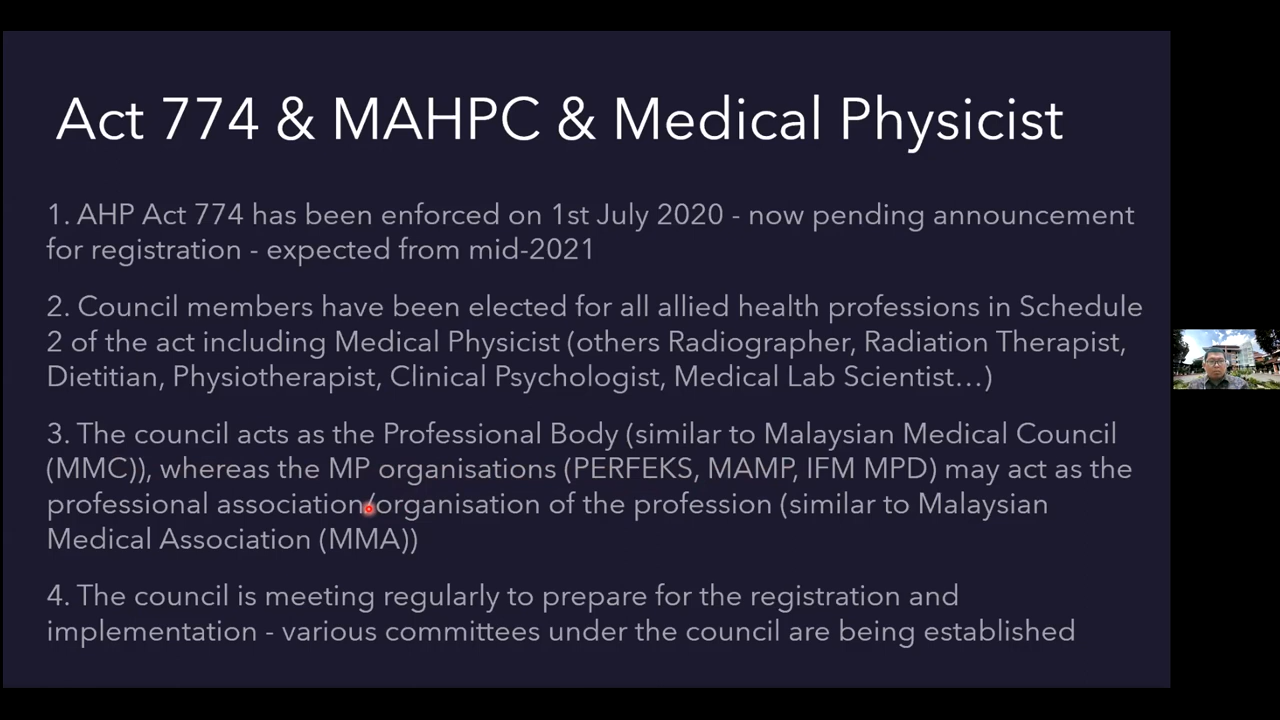 Act 774 & MAHPC & Medical Physicist
1. AHP Act 774 has been enforced on 1st July 2020 - now pending announcement
for registration - expected from mid-2021
2. Council members have been elected for all allied health professions in Schedule
2 of the act including Medical Physicist (others Radiographer, Radiation Therapist,
Dietitian, Physiotherapist, Clinical Psychologist, Medical Lab Scientist…)
3. The council acts as the Professional Body (similar to Malaysian Medical Council
(MMC)), whereas the MP organisations (PERFEKS, MAMP, IFM MPD) may act as the
professional association/organisation of the profession (similar to Malaysian
Medical Association (MMA))
4. The council is meeting regularly to prepare for the registration and
implementation - various committees under the council are being established